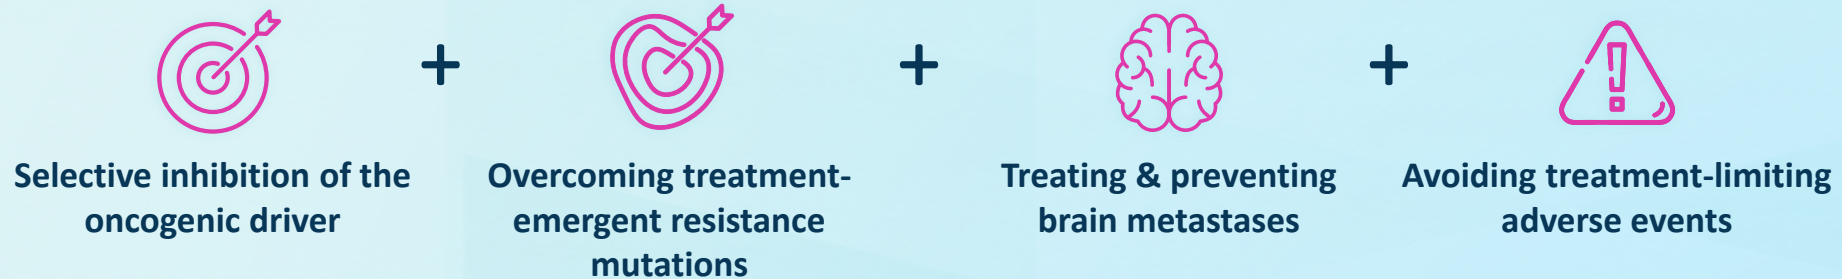 +
+
+
Selective inhibition of the
oncogenic driver
Overcoming treatment-
emergent resistance
mutations
Treating & preventing
brain metastases
Avoiding treatment-limiting
adverse events